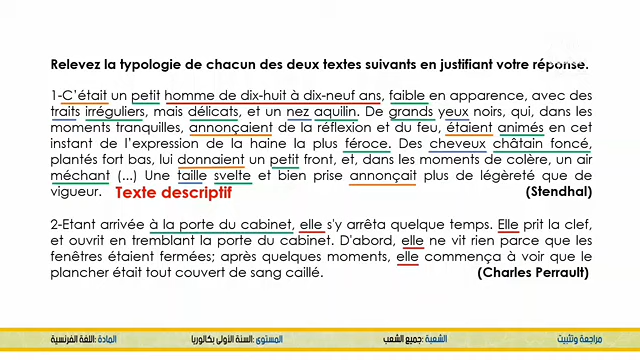 Relevez la typologie de chacun des deux textes suivants en justifiant votre réponse.
1-C'était un petit homme de dix-huit à dix-neuf ans, faible en apparence, avec des
traits irréguliers, mais délicats, et un nez aquilin. De grands yeux noirs, qui, dans les
moments tranquilles, annonçaient de la réflexion et du feu, étaient animés en cet
instant de l'expression de la haine la plus féroce. Des cheveux châtain foncé,
plantés fort bas, lui donnaient un petit front, et, dans les moments de colère, un air
méchant (...) Une taille svelte et bien prise annonçait plus de légèreté que de
vigueur. Texte descriptif (Stendhal)
2-Etant arrivée à la porte du cabinet, elle s'y arrêta quelque temps. Elle prit la clef,
et ouvrit en tremblant la porte du cabinet. D'abord, elle ne vit rien parce que les
fenêtres étaient fermées; après quelques moments, elle commença à voir que le
plancher était tout couvert de sang caillé. (Charles Perrault)
مراجعة وتثبيت الشعبة :جميع الشعب المستوى :السنة الأولى بكالوريا المادة :اللغة الفرنسية